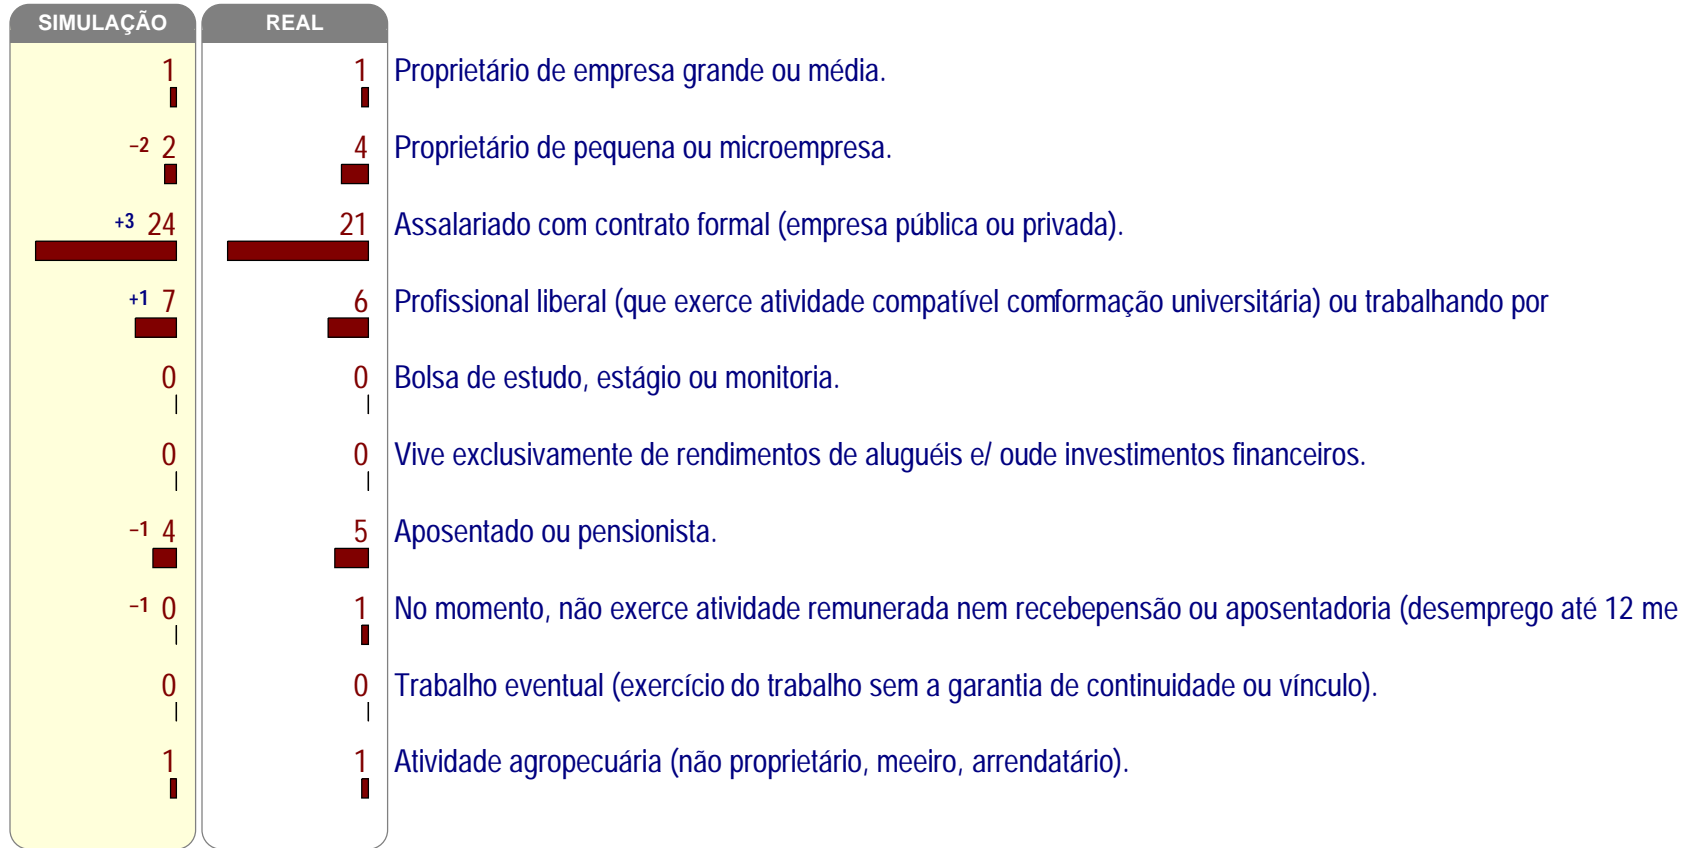 SIMULAÇÃO REAL
1 1 Proprietário de empresa grande ou média.
−2 2 4 Proprietário de pequena ou microempresa.
+3 24 21 Assalariado com contrato formal (empresa pública ou privada).
+1 7 6 Profissional liberal (que exerce atividade compatível comformação universitária) ou trabalhando por
0 0 Bolsa de estudo, estágio ou monitoria.
0 0 Vive exclusivamente de rendimentos de aluguéis e/ oude investimentos financeiros.
−1 4 5 Aposentado ou pensionista.
−1 0 1 No momento, não exerce atividade remunerada nem recebepensão ou aposentadoria (desemprego até 12 me
0 0 Trabalho eventual (exercício do trabalho sem a garantia de continuidade ou vínculo).
1 1 Atividade agropecuária (não proprietário, meeiro, arrendatário).